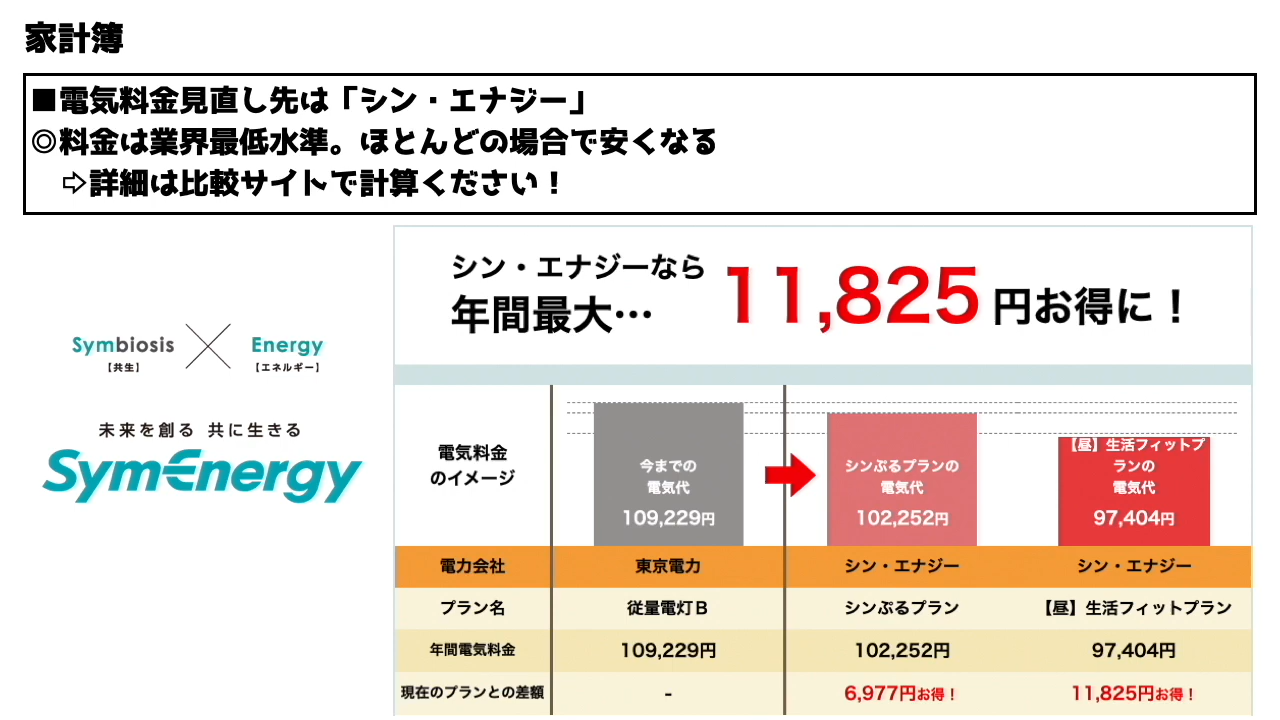 家計簿
■電気料金見直し先は「シン・エナジー」
◎料金は業界最低水準。ほとんどの場合で安くなる
⇨詳細は比較サイトで計算ください！
シン・エナジーなら
年間最大… 11,825円お得に！
Symbiosis Energy
【共生】 【エネルギー】
未来を創る 共に生きる
SymEnergy
電気料金
のイメージ
今までの
電気代
109,229円
シンぷるプランの
電気代
102,252円
【昼】生活フィットプ
ランの
電気代
97,404円
電力会社 東京電力 シン・エナジー シン・エナジー
プラン名 従量電灯B シンぷるプラン 【昼】生活フィットプラン
年間電気料金 109,229円 102,252円 97,404円
現在のプランとの差額 - 6,977円お得！ 11,825円お得！